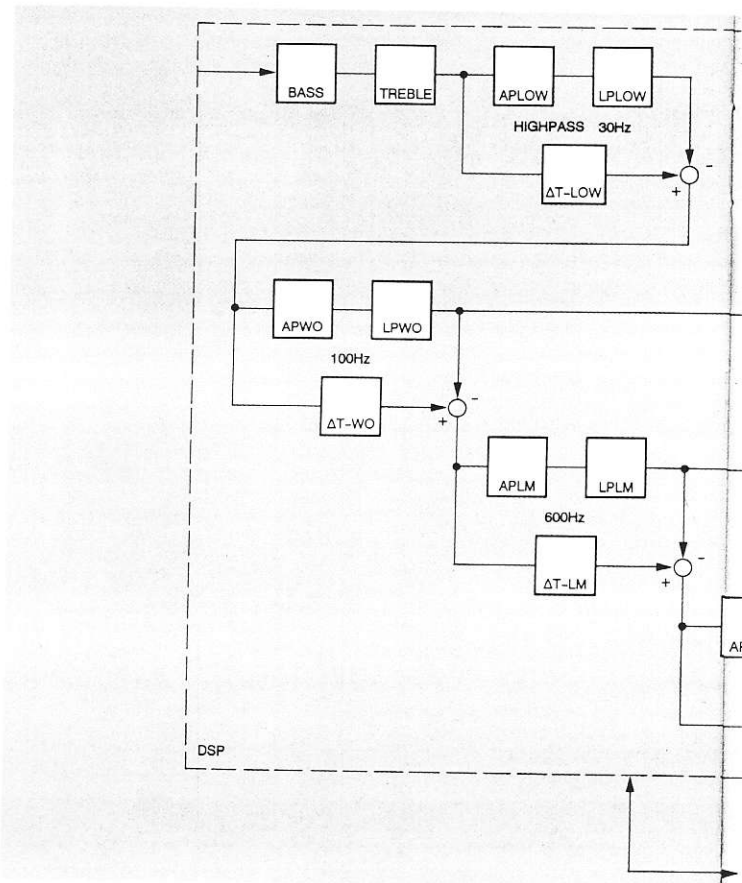 BASS
TREBLE
APLOW
LPLOW
HIGHPASS 30Hz
-
ΔT-LOW
+
APWO
LPWO
100Hz
-
ΔT-WO
+
APLM
LPLM
600Hz
-
ΔT-LM
+
AP
DSP